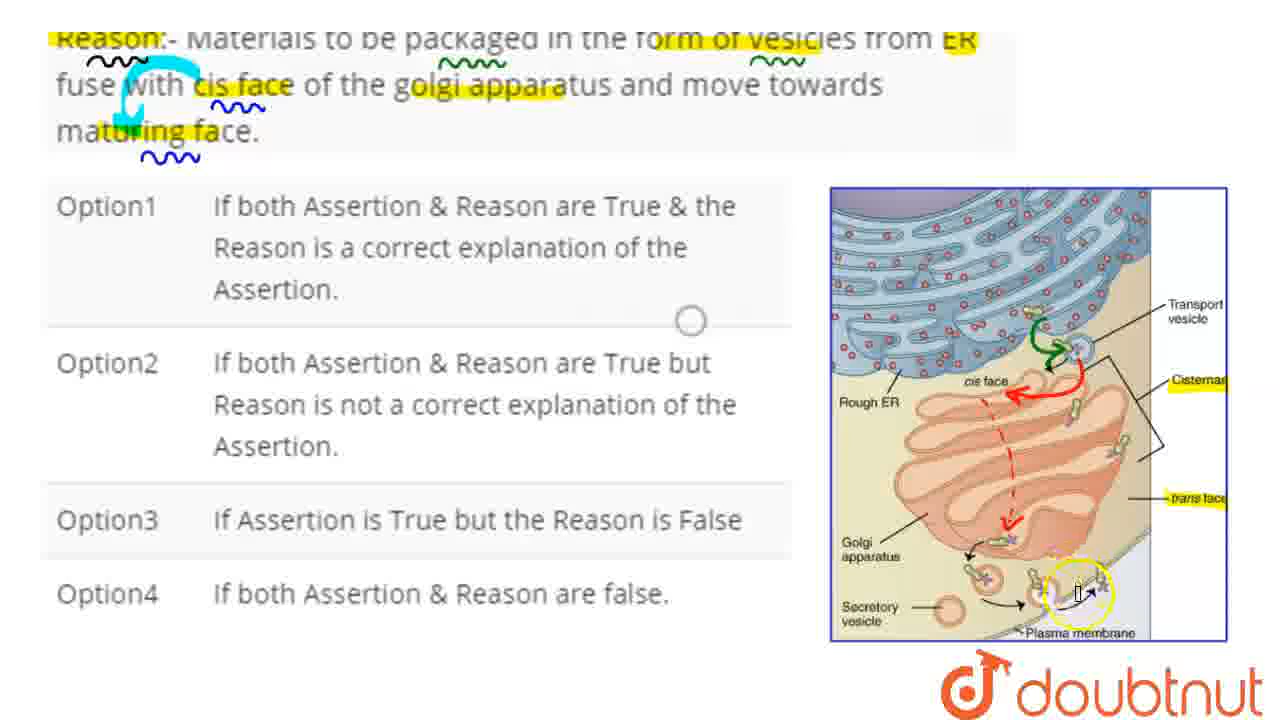 Reason:- Materials to be packaged in the form of vesicles from ER
fuse with cis face of the golgi apparatus and move towards
maturing face.
Option1 If both Assertion & Reason are True & the
Reason is a correct explanation of the
Assertion.
Option2 If both Assertion & Reason are True but
Reason is not a correct explanation of the
Assertion.
Option3 If Assertion is True but the Reason is False
Option4 If both Assertion & Reason are false.
Transport
vesicle
cis face
Cisternae
Rough ER
trans face
Golgi
apparatus
Secretory
vesicle
Plasma membrane
doubtnut